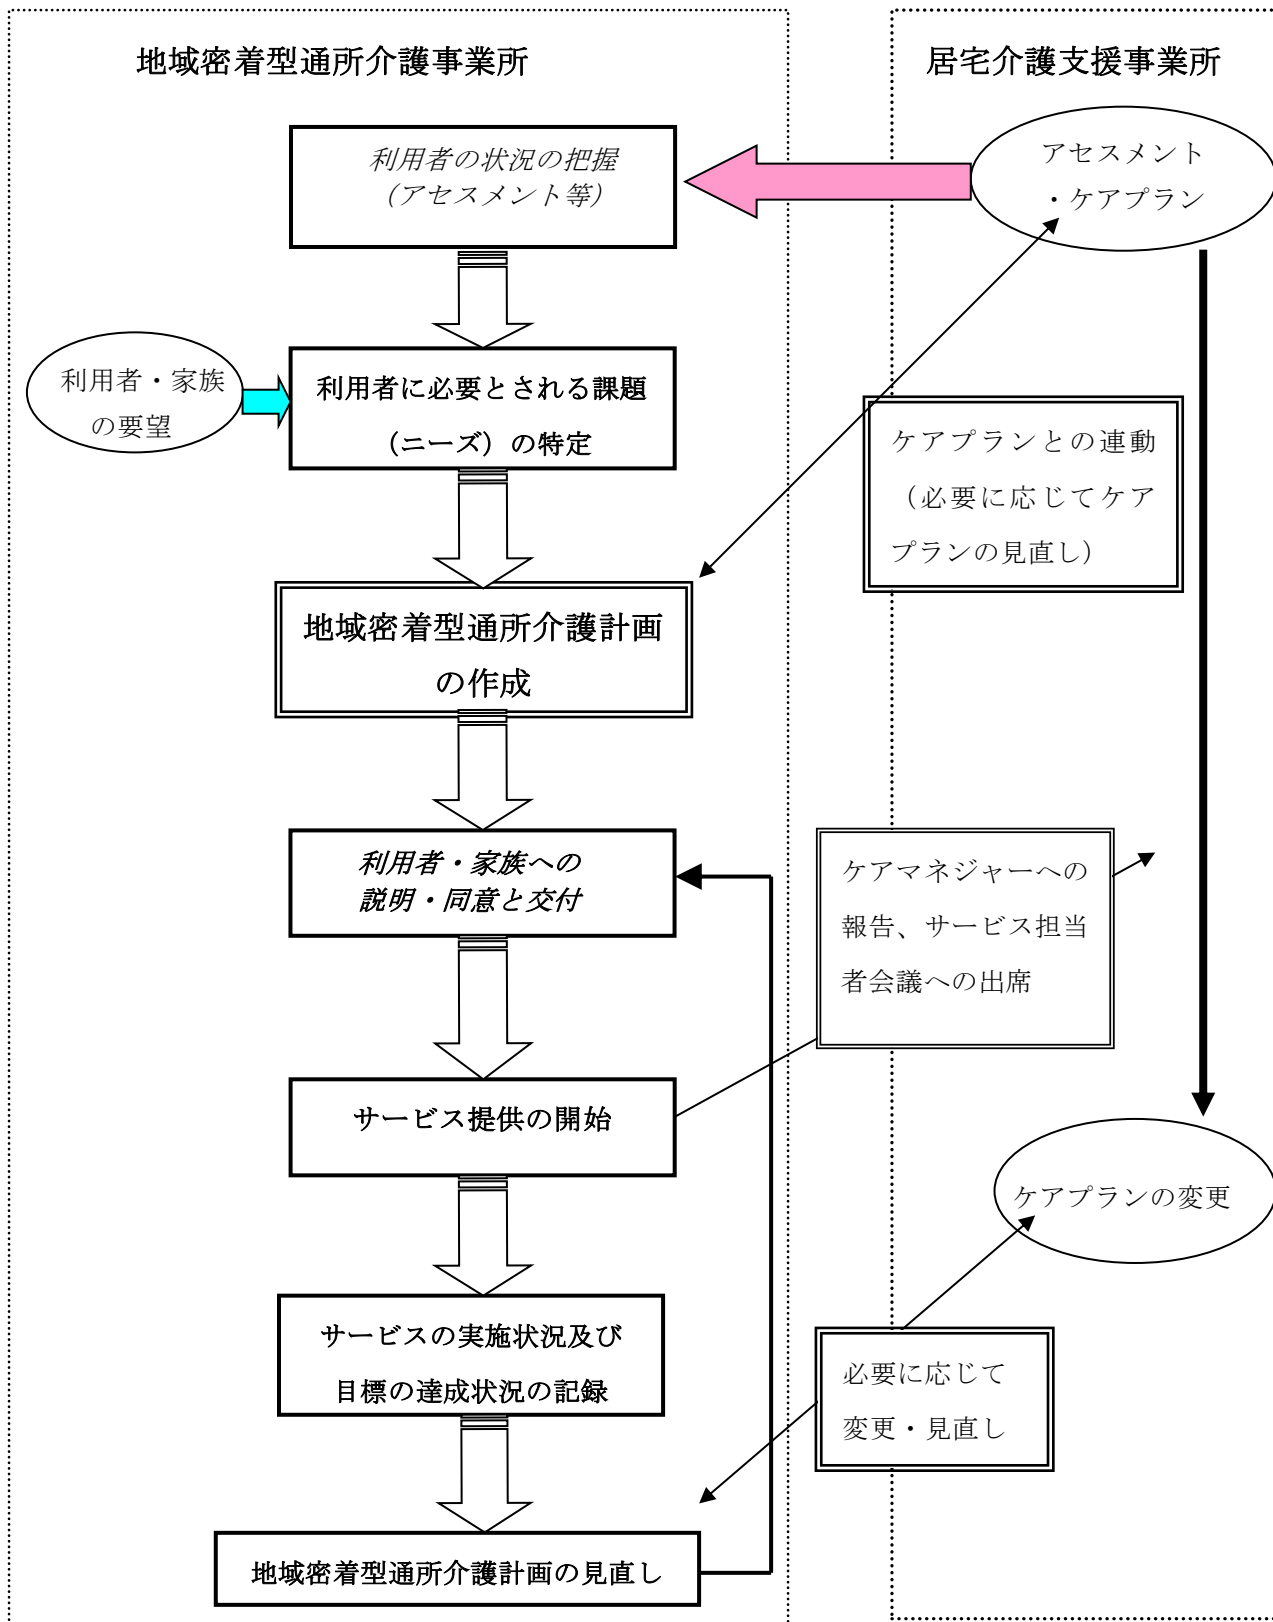 地域密着型通所介護事業所
居宅介護支援事業所
利用者の状況の把握
（アセスメント等）
アセスメント
・ケアプラン
利用者・家族
の要望
利用者に必要とされる課題
（ニーズ）の特定
ケアプランとの連動
（必要に応じてケア
プランの見直し）
地域密着型通所介護計画
の作成
利用者・家族への
説明・同意と交付
ケアマネジャーへの
報告、サービス担当
者会議への出席
サービス提供の開始
ケアプランの変更
サービスの実施状況及び
目標の達成状況の記録
必要に応じて
変更・見直し
地域密着型通所介護計画の見直し